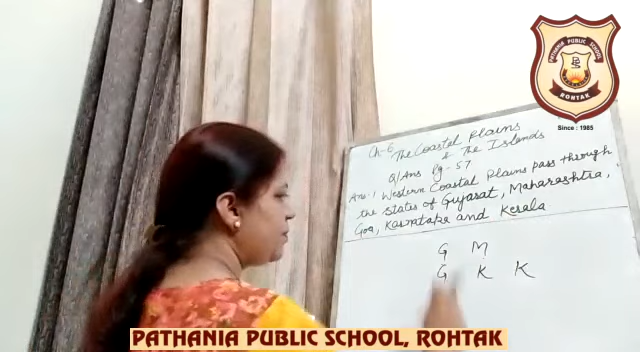 PATHANIA PUBLIC SCHOOL
PPS
ROHTAK
Since : 1985
Ch-6 The Coastal Plains
& The Islands
Q/Ans Pg-57
Ans:1 Western Coastal Plains pass through
the states of Gujarat, Maharashtra,
Goa, Karnataka and Kerala
G M
G K K
PATHANIA PUBLIC SCHOOL, ROHTAK